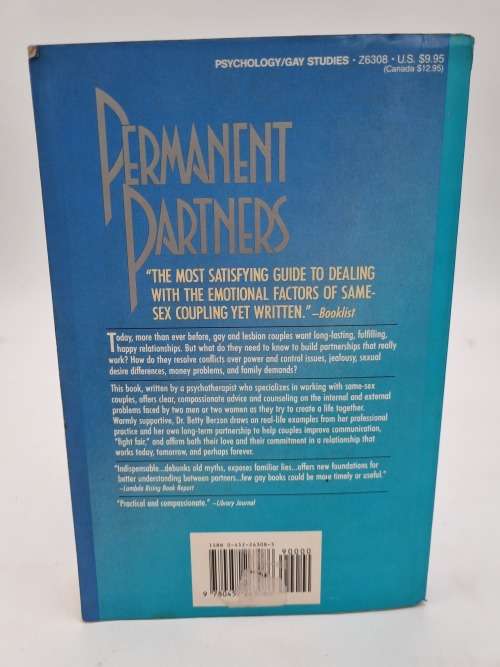 PSYCHOLOGY/GAY STUDIES • Z6308 • U.S. $9.95
(Canada $12.95)
PERMANENT
PARTNERS
"THE MOST SATISFYING GUIDE TO DEALING
WITH THE EMOTIONAL FACTORS OF SAME-
SEX COUPLING YET WRITTEN."—Booklist
Today, more than ever before, gay and lesbian couples want long-lasting, fulfilling,
happy relationships. But what do they need to know to build partnerships that really
work? How do they resolve conflicts over power and control issues, jealousy, sexual
desire differences, money problems, and family demands?
This book, written by a psychotherapist who specializes in working with same-sex
couples, offers clear, compassionate advice and counseling on the internal and external
problems faced by two men or two women as they try to create a life together.
Warmly supportive, Dr. Betty Berzon draws on real-life examples from her professional
practice and her own long-term partnership to help couples improve communication,
"fight fair," and affirm both their love and their commitment in a relationship that
works today, tomorrow, and perhaps forever.
"Indispensable...debunks old myths, exposes familiar lies...offers new foundations for
better understanding between partners...few gay books could be more timely or useful."
—Lambda Rising Book Report
"Practical and compassionate." —Library Journal
ISBN 0-452-26308-5
90000
9 78045